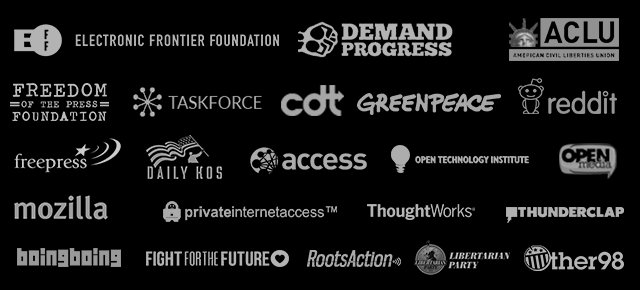 EFF ELECTRONIC FRONTIER FOUNDATION
DEMAND
PROGRESS
ACLU
AMERICAN CIVIL LIBERTIES UNION
FREEDOM
OF THE PRESS
FOUNDATION
TASKFORCE
cdt
GREENPEACE
reddit
freepress
DAILY KOS
access
OPEN TECHNOLOGY INSTITUTE
OPEN
mozilla
privateinternetaccess™
ThoughtWorks®
THUNDERCLAP
boingboing
FIGHT FOR THE FUTURE
RootsAction
LIBERTARIAN
PARTY
ther98